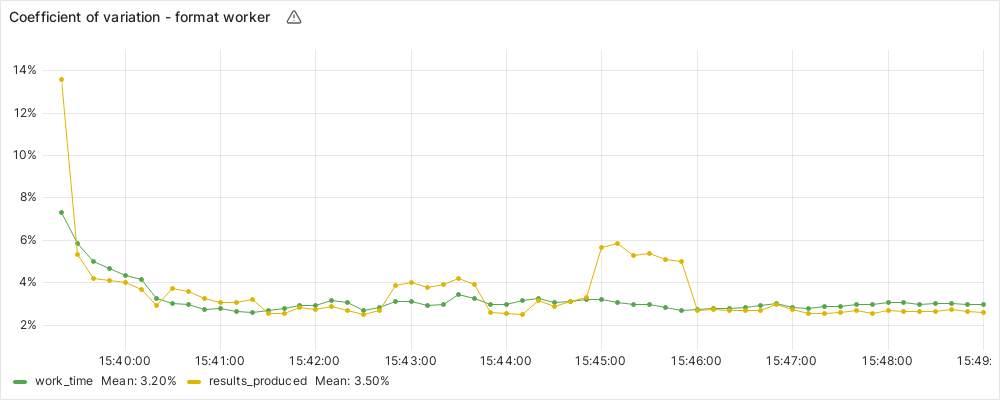 Coefficient of variation - format worker
14%
12%
10%
8%
6%
4%
2%
15:40:00 15:41:00 15:42:00 15:43:00 15:44:00 15:45:00 15:46:00 15:47:00 15:48:00 15:49:
work_time Mean: 3.20% results_produced Mean: 3.50%